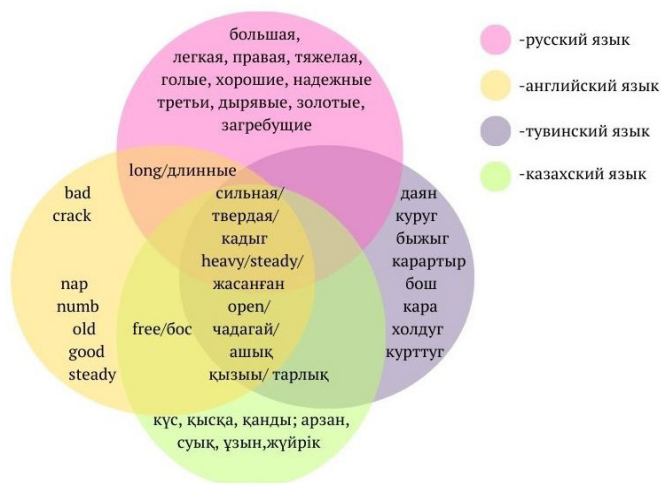 большая,
легкая, правая, тяжелая,
голые, хорошие, надежные
третьи, дырявые, золотые,
загребущие
-русский язык
-английский язык
-тувинский язык
-казахский язык
long/длинные
bad
crack
nap
numb
old
good
steady
free/бос
сильная/
твердая/
кадыг
heavy/steady/
жасанған
open/
чадагай/
ашық
қызыы/ тарлық
даян
куруг
быжыг
карартыр
бош
кара
холдуг
курттуг
күс, қысқа, қанды; арзан,
суық, ұзын,жүйрік